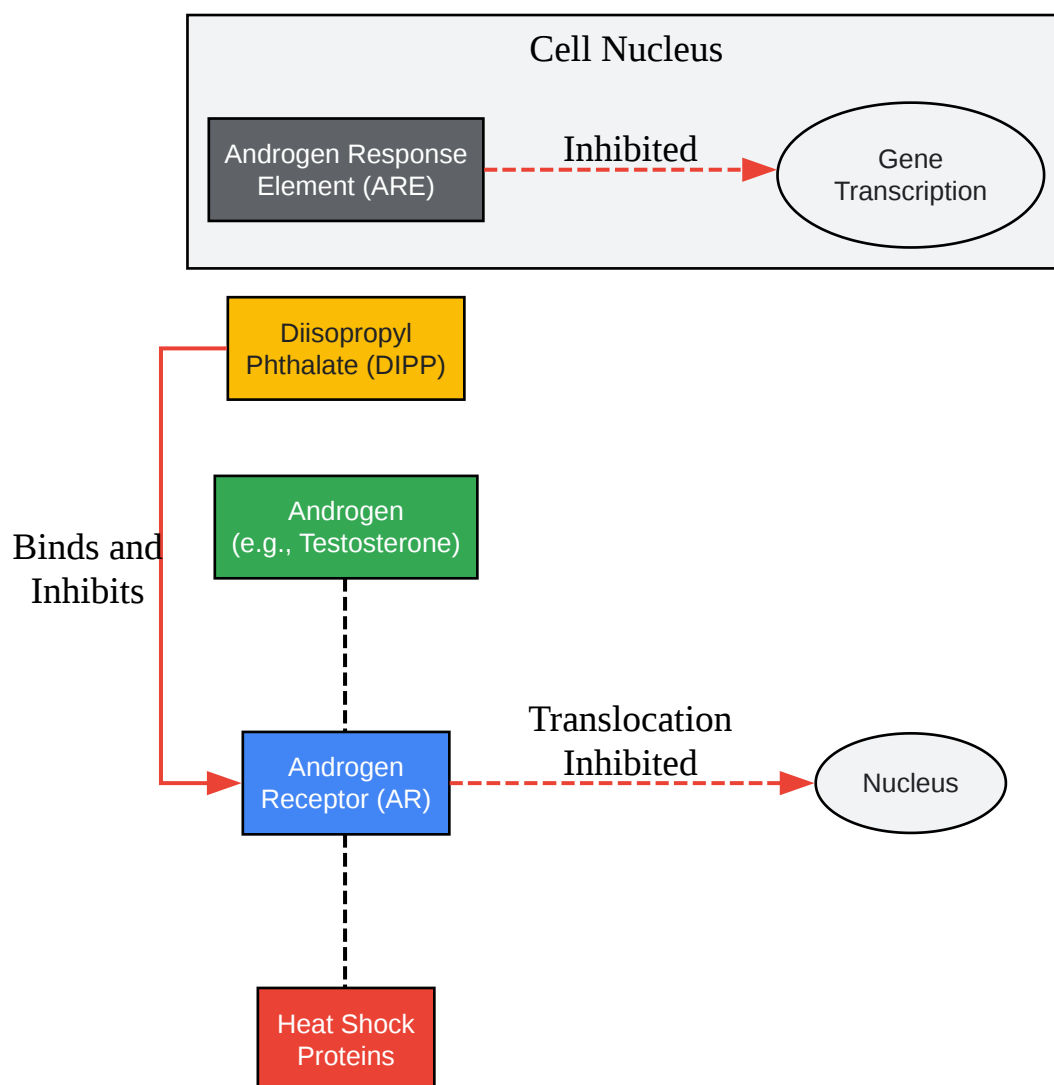 Cell Nucleus
Androgen Response
Element (ARE)
Inhibited
Gene
Transcription
Diisopropyl
Phthalate (DIPP)
Androgen
(e.g., Testosterone)
Binds and
Inhibits
Androgen
Receptor (AR)
Translocation
Inhibited
Nucleus
Heat Shock
Proteins